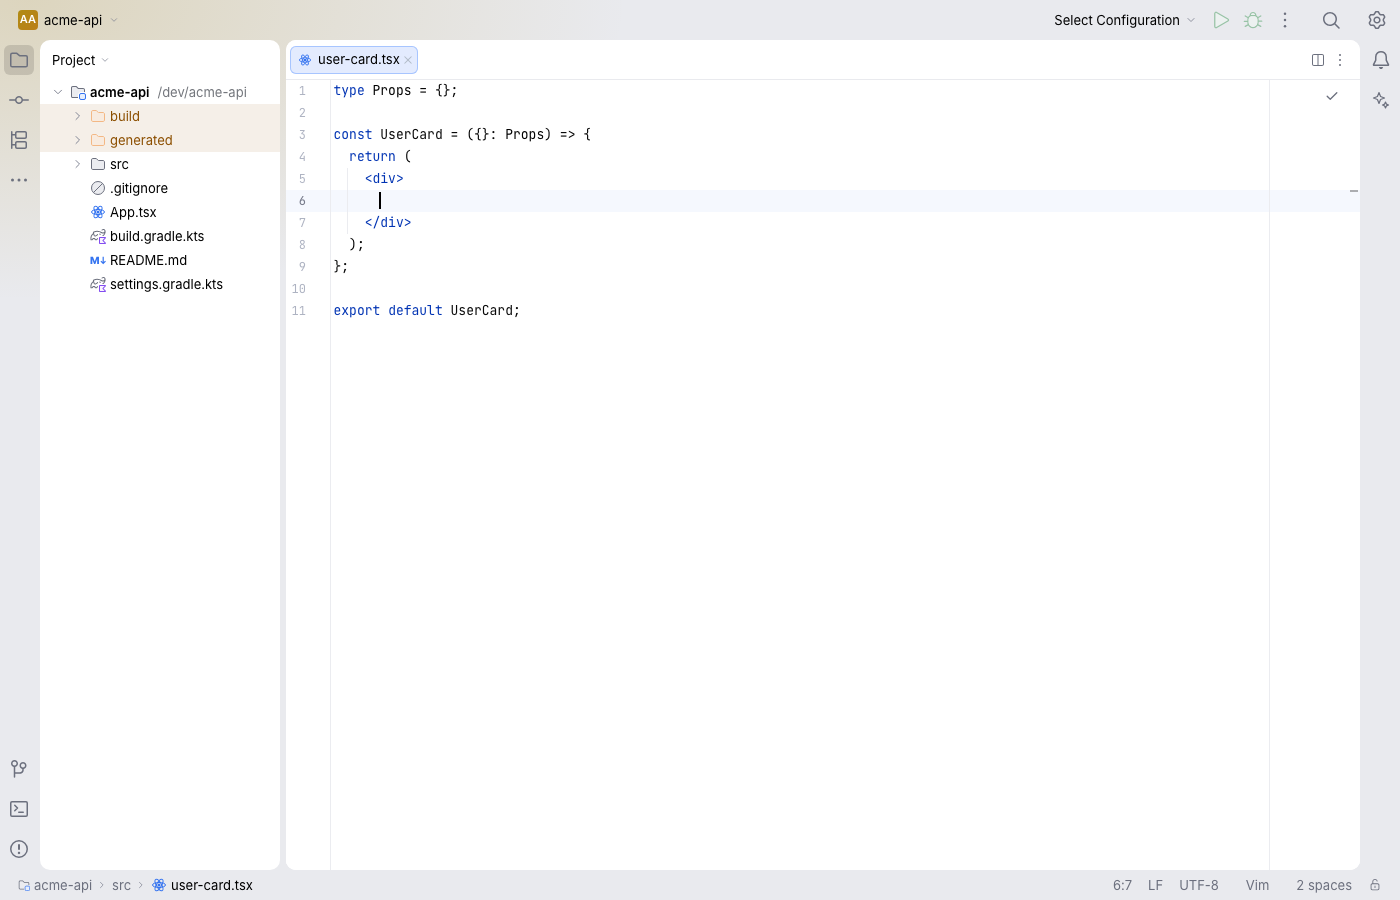 AA acme-api
Select Configuration
Project
user-card.tsx
acme-api /dev/acme-api
build
generated
src
.gitignore
App.tsx
build.gradle.kts
M↓ README.md
settings.gradle.kts
1 type Props = {};
2
3 const UserCard = ({}: Props) => {
4 return (
5 <div>
6
7 </div>
8 );
9 };
10
11 export default UserCard;
acme-api > src > user-card.tsx
6:7 LF UTF-8 Vim 2 spaces